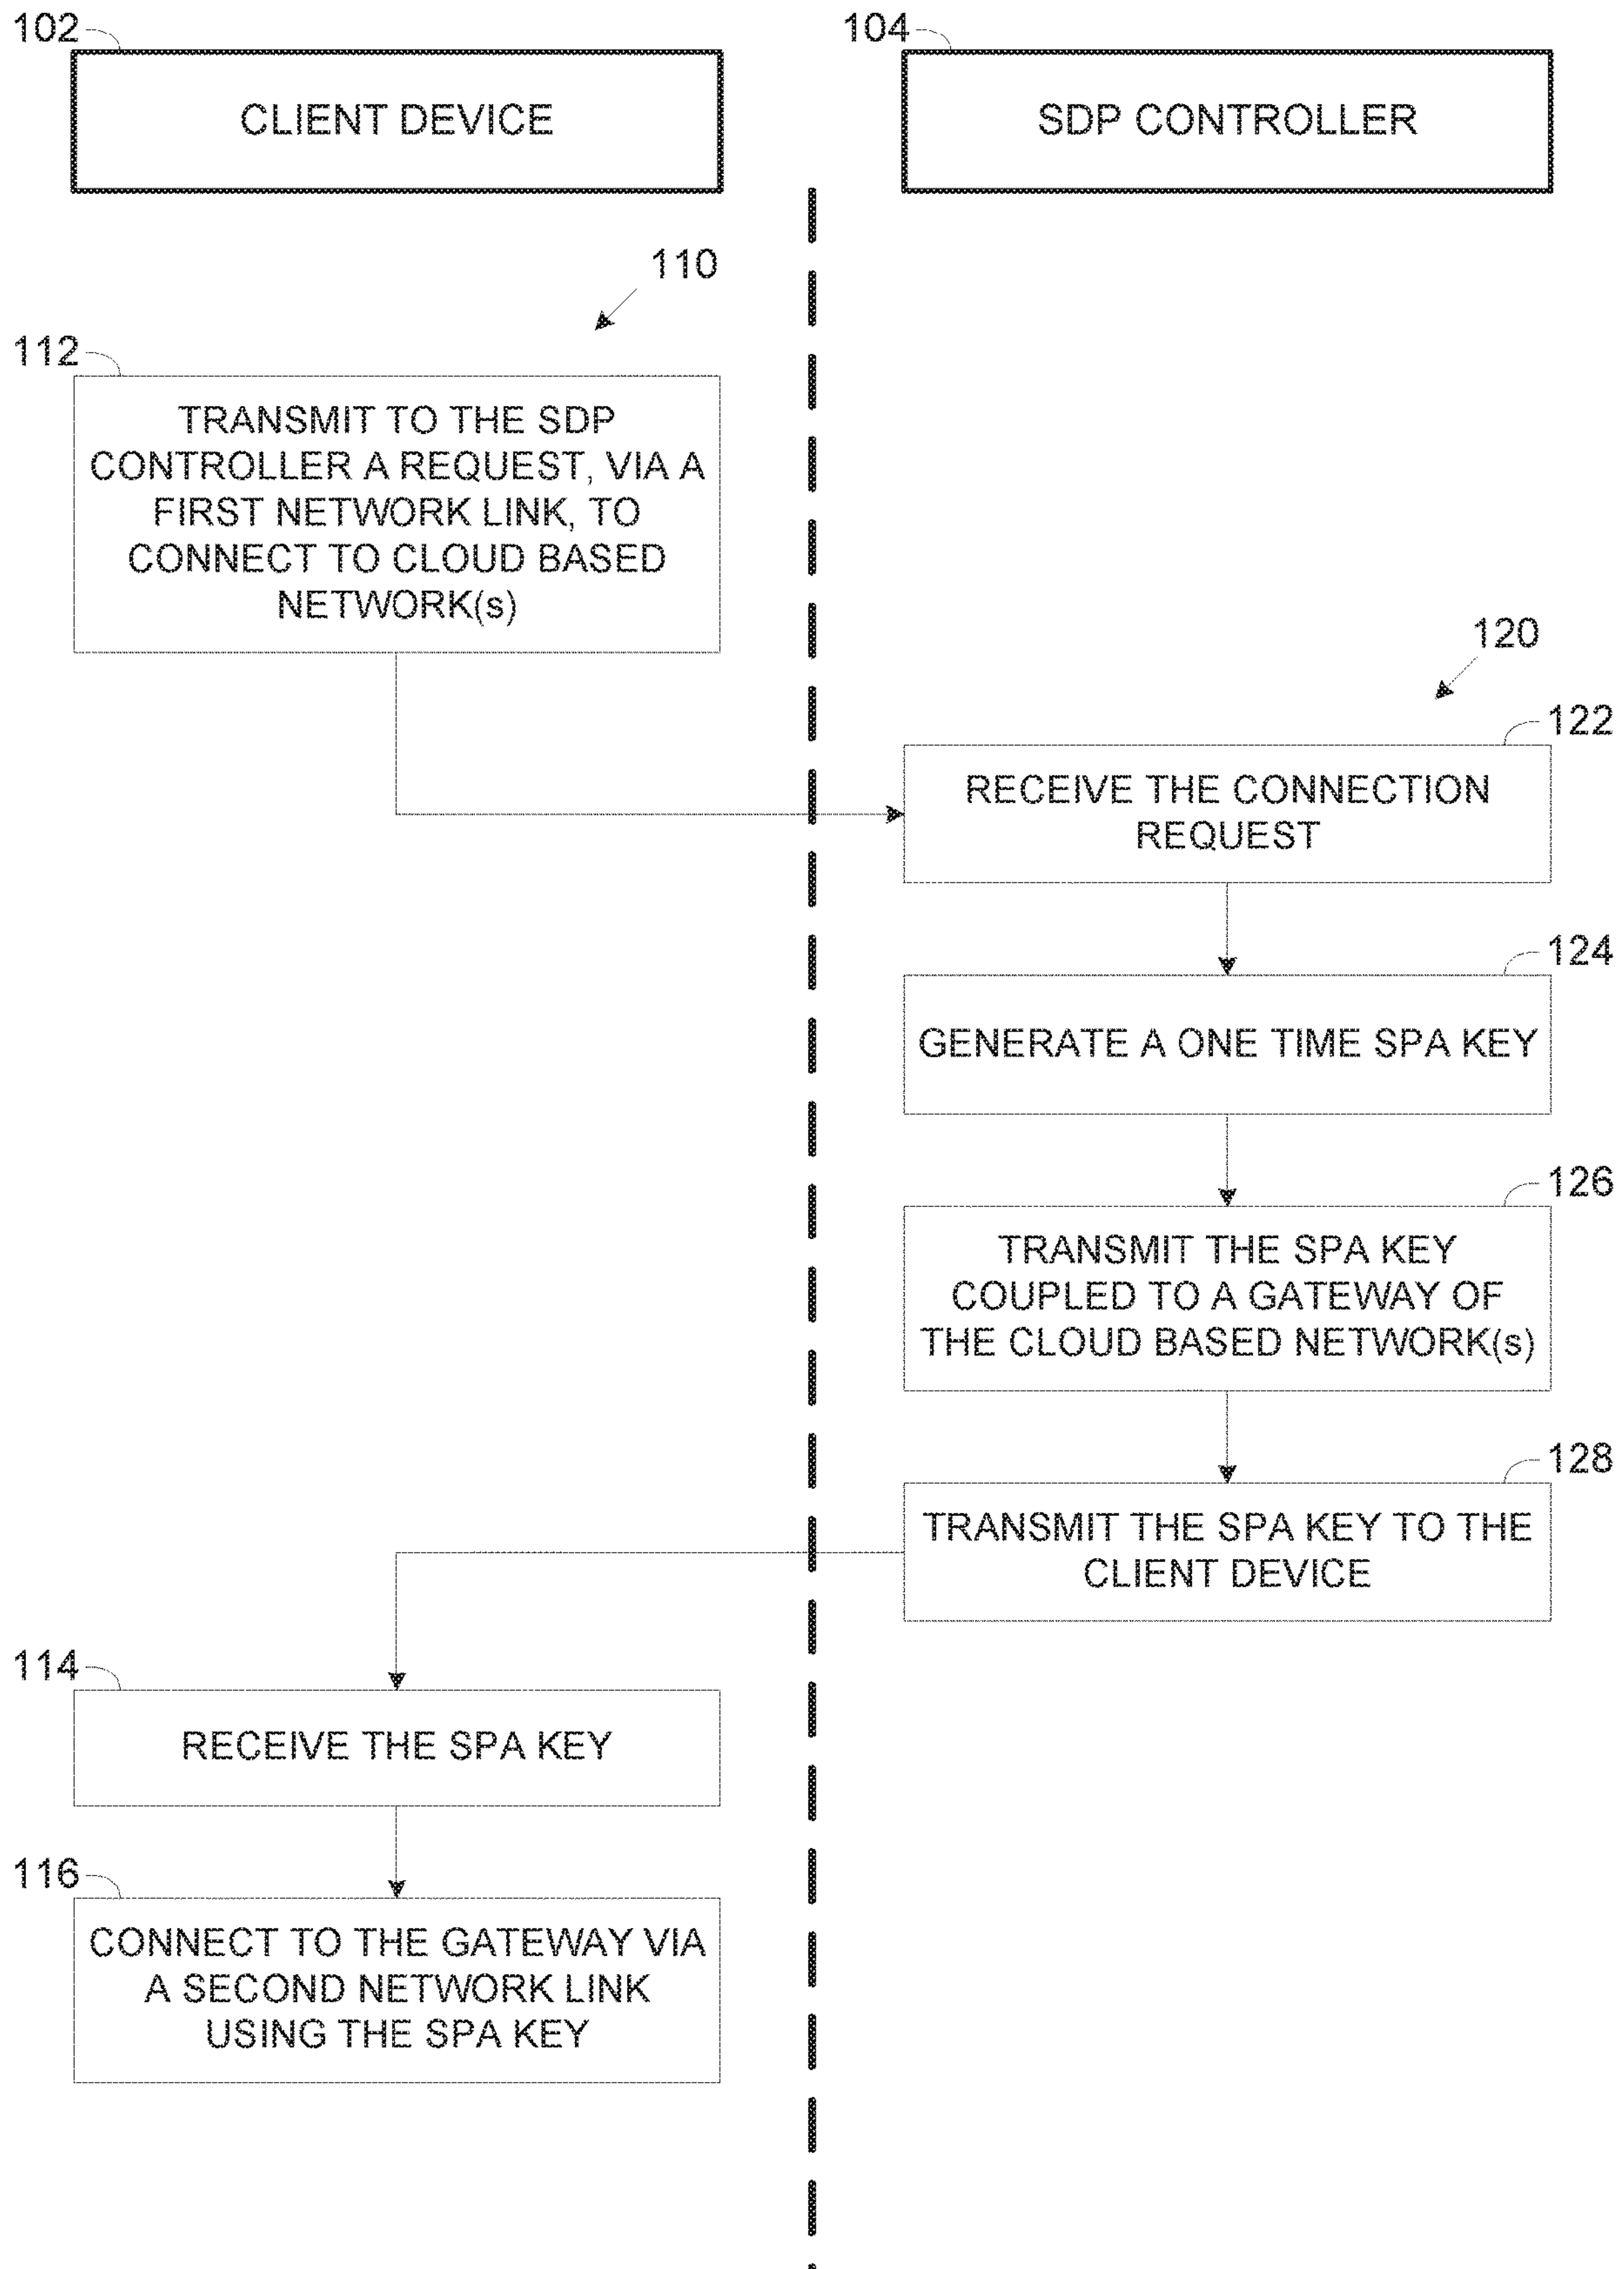 102
CLIENT DEVICE
104
SDP CONTROLLER
110
112
TRANSMIT TO THE SDP
CONTROLLER A REQUEST, VIA A
FIRST NETWORK LINK, TO
CONNECT TO CLOUD BASED
NETWORK(s)
120
122
RECEIVE THE CONNECTION
REQUEST
124
GENERATE A ONE TIME SPA KEY
126
TRANSMIT THE SPA KEY
COUPLED TO A GATEWAY OF
THE CLOUD BASED NETWORK(s)
128
TRANSMIT THE SPA KEY TO THE
CLIENT DEVICE
114
RECEIVE THE SPA KEY
116
CONNECT TO THE GATEWAY VIA
A SECOND NETWORK LINK
USING THE SPA KEY